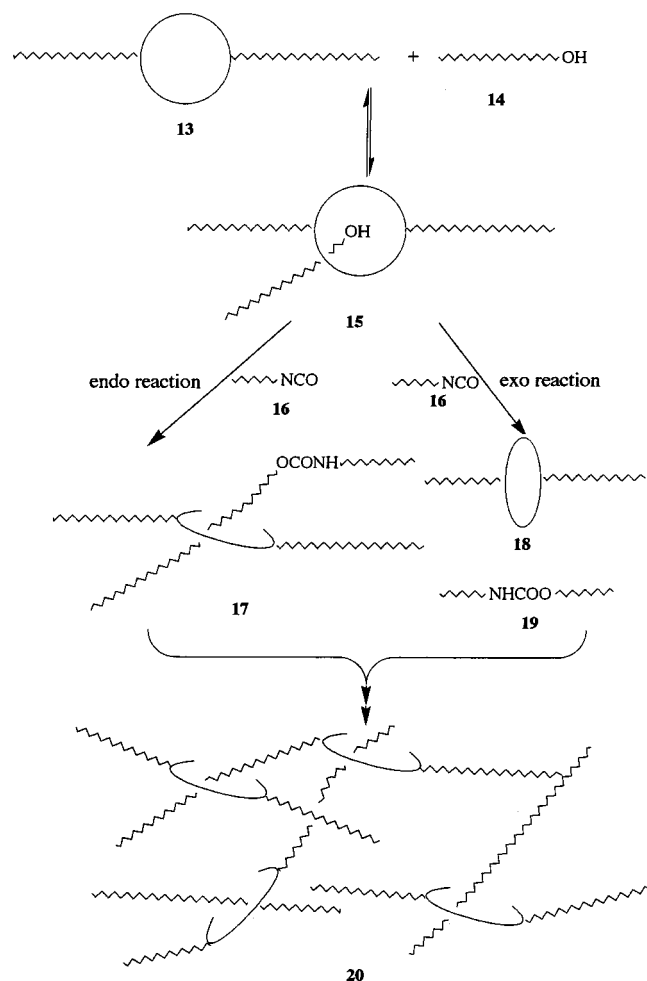 + OH
13
14
OH
15
endo reaction NCO NCO exo reaction
16 16
OCONH
18
17
NHCOO
19
20